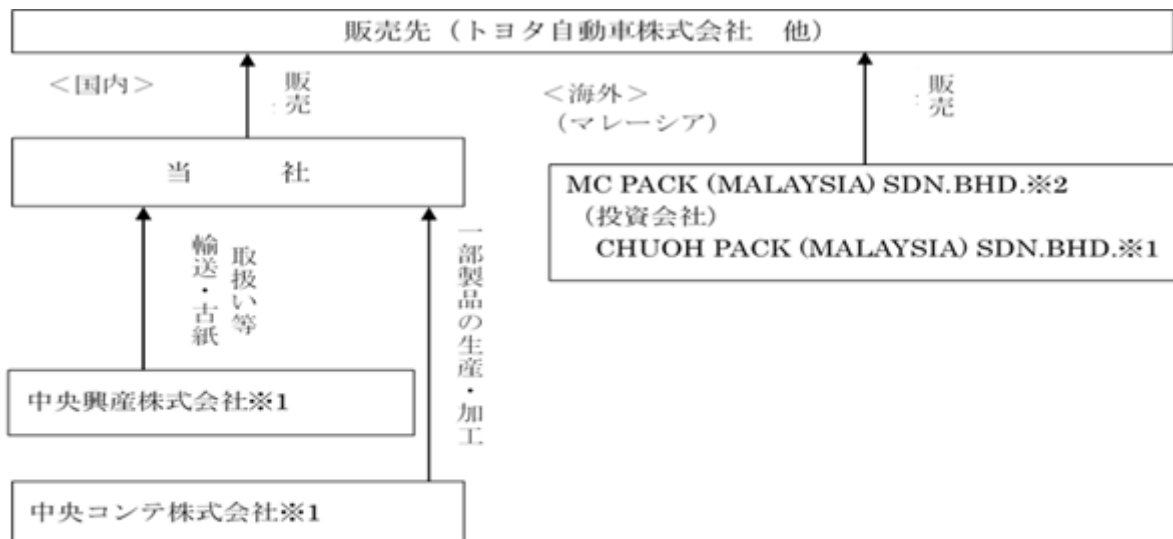 販売先（トヨタ自動車株式会社　他）
＜国内＞
販売
＜海外＞
（マレーシア）
販売
当　　社
MC PACK (MALAYSIA) SDN.BHD.※2
（投資会社）
CHUOH PACK (MALAYSIA) SDN.BHD.※1
輸送・古紙
取扱い等
一部製品の生産・加工
中央興産株式会社※1
中央コンテ株式会社※1